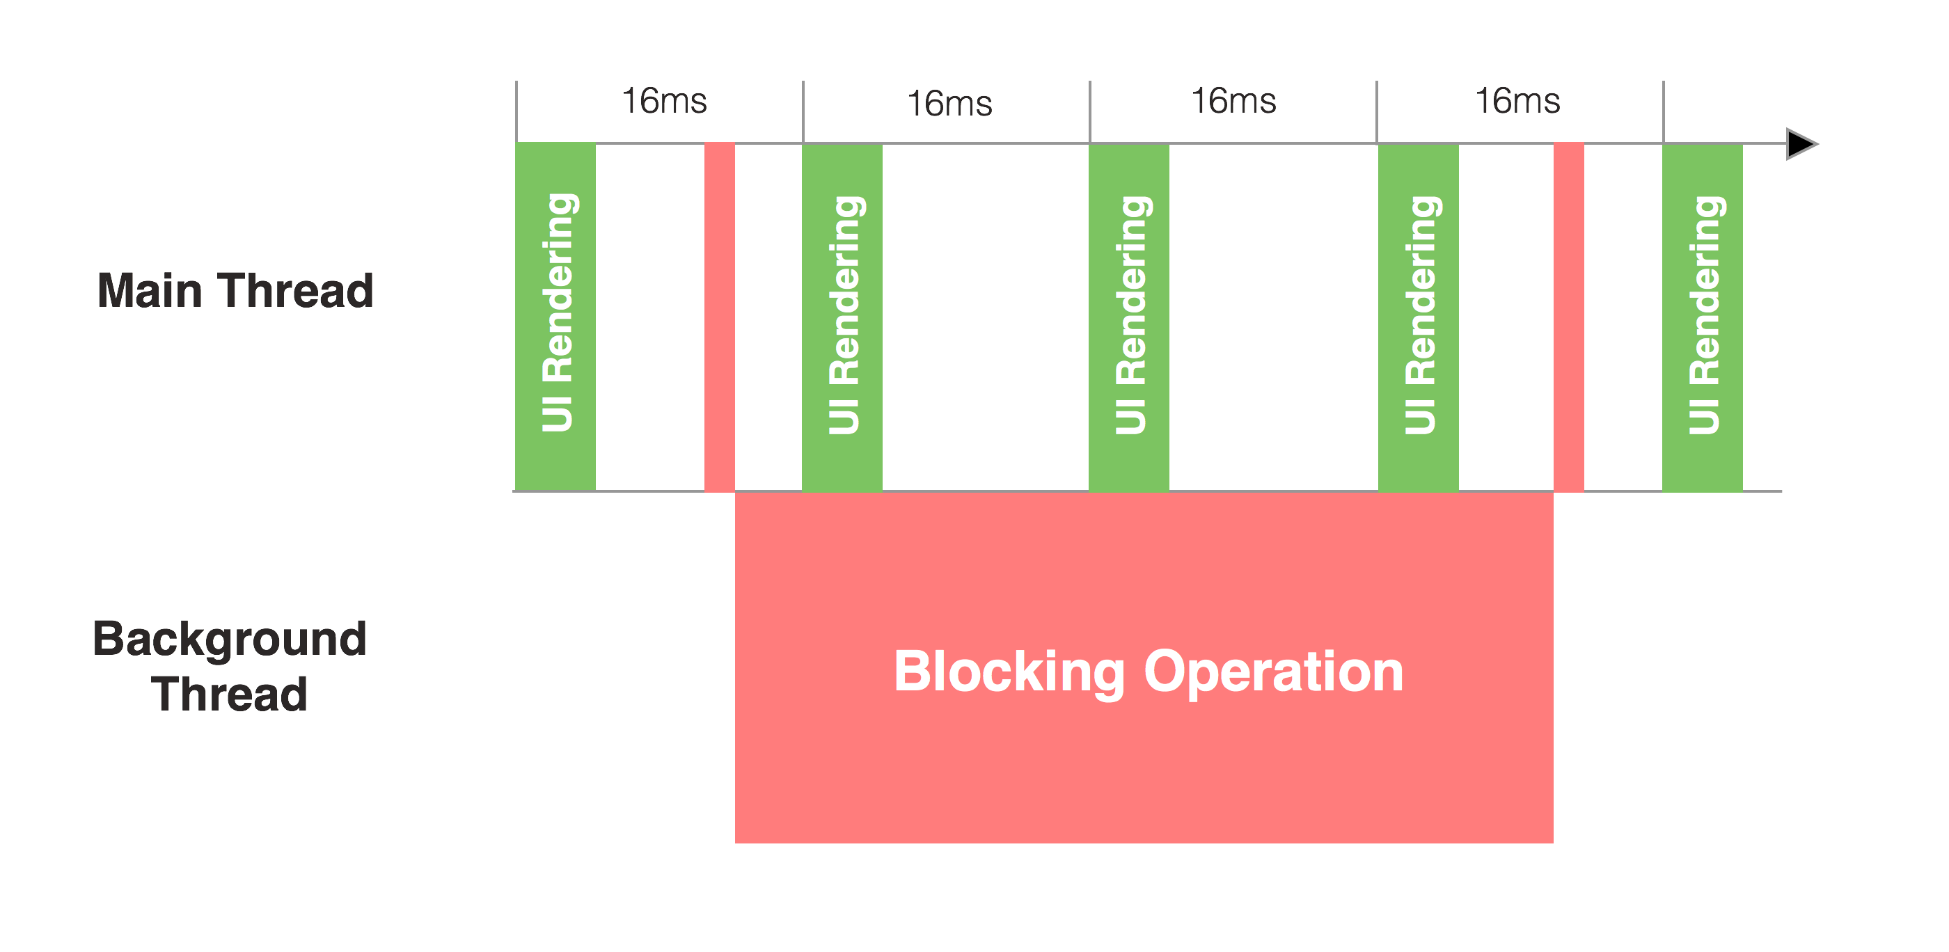 16ms
16ms
16ms
16ms
Main Thread
UI Rendering
UI Rendering
UI Rendering
UI Rendering
UI Rendering
Background
Thread
Blocking Operation